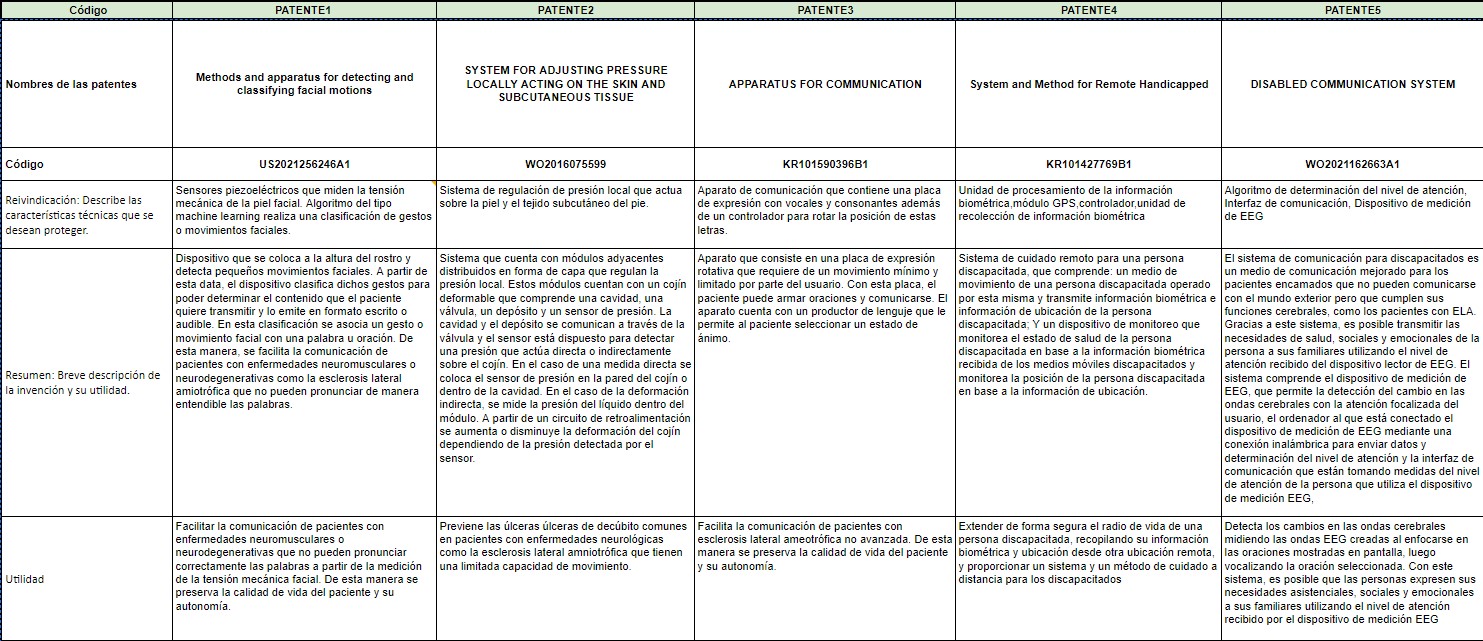 Código
PATENTE1
PATENTE2
PATENTE3
PATENTE4
PATENTE5
Nombres de las patentes
Methods and apparatus for detecting and
classifying facial motions
SYSTEM FOR ADJUSTING PRESSURE
LOCALLY ACTING ON THE SKIN AND
SUBCUTANEOUS TISSUE
APPARATUS FOR COMMUNICATION
System and Method for Remote Handicapped
DISABLED COMMUNICATION SYSTEM
Código
US2021256246A1
WO2016075599
KR101590396B1
KR101427769B1
WO2021162663A1
Reivindicación: Describe las
características técnicas que se
desean proteger.
Sensores piezoeléctricos que miden la tensión
mecánica de la piel facial. Algoritmo del tipo
machine learning realiza una clasificación de gestos
o movimientos faciales.
Sistema de regulación de presión local que actua
sobre la piel y el tejido subcutáneo del pie.
Aparato de comunicación que contiene una placa
de expresión con vocales y consonantes además
de un controlador para rotar la posición de estas
letras.
Unidad de procesamiento de la información
biométrica,módulo GPS,controlador,unidad de
recolección de información biométrica
Algoritmo de determinación del nivel de atención,
Interfaz de comunicación, Dispositivo de medición
de EEG
Resumen: Breve descripción de
la invención y su utilidad.
Dispositivo que se coloca a la altura del rostro y
detecta pequeños movimientos faciales. A partir de
esta data, el dispositivo clasifica dichos gestos para
poder determinar el contenido que el paciente
quiere transmitir y lo emite en formato escrito o
audible. En esta clasificación se asocia un gesto o
movimiento facial con una palabra u oración. De
esta manera, se facilita la comunicación de
pacientes con enfermedades neuromusculares o
neurodegenerativas como la esclerosis lateral
amiotrófica que no pueden pronunciar de manera
entendible las palabras.
Sistema que cuenta con módulos adyacentes
distribuidos en forma de capa que regulan la
presión local. Estos módulos cuentan con un cojín
deformable que comprende una cavidad, una
válvula, un depósito y un sensor de presión. La
cavidad y el depósito se comunican a través de la
válvula y el sensor está dispuesto para detectar
una presión que actúa directa o indirectamente
sobre el cojín. En el caso de una medida directa se
coloca el sensor de presión en la pared del cojín o
dentro de la cavidad. En el caso de la deformación
indirecta, se mide la presión del líquido dentro del
módulo. A partir de un circuito de retroalimentación
se aumenta o disminuye la deformación del cojín
dependiendo de la presión detectada por el
sensor.
Aparato que consiste en una placa de expresión
rotativa que requiere de un movimiento mínimo y
limitado por parte del usuario. Con esta placa, el
paciente puede armar oraciones y comunicarse. El
aparato cuenta con un productor de lenguje que le
permite al paciente seleccionar un estado de
ánimo.
Sistema de cuidado remoto para una persona
discapacitada, que comprende: un medio de
movimiento de una persona discapacitada operado
por esta misma y transmite información biométrica e
información de ubicación de la persona
discapacitada; Y un dispositivo de monitoreo que
monitorea el estado de salud de la persona
discapacitada en base a la información biométrica
recibida de los medios móviles discapacitados y
monitorea la posición de la persona discapacitada
en base a la información de ubicación.
El sistema de comunicación para discapacitados es
un medio de comunicación mejorado para los
pacientes encamados que no pueden comunicarse
con el mundo exterior pero que cumplen sus
funciones cerebrales, como los pacientes con ELA.
Gracias a este sistema, es posible transmitir las
necesidades de salud, sociales y emocionales de la
persona a sus familiares utilizando el nivel de
atención recibido del dispositivo lector de EEG. El
sistema comprende el dispositivo de medición de
EEG, que permite la detección del cambio en las
ondas cerebrales con la atención focalizada del
usuario, el ordenador al que está conectado el
dispositivo de medición de EEG mediante una
conexión inalámbrica para enviar datos y
determinación del nivel de atención y la interfaz de
comunicación que están tomando medidas del nivel
de atención de la persona que utiliza el dispositivo
de medición EEG,
Utilidad
Facilitar la comunicación de pacientes con
enfermedades neuromusculares o
neurodegenerativas que no pueden pronunciar
correctamente las palabras a partir de la medición
de la tensión mecánica facial. De esta manera se
preserva la calidad de vida del paciente y su
autonomía.
Previene las úlceras úlceras de decúbito comunes
en pacientes con enfermedades neurológicas
como la esclerosis lateral amniotrófica que tienen
una limitada capacidad de movimiento.
Facilita la comunicación de pacientes con
esclerosis lateral ameotrófica no avanzada. De esta
manera se preserva la calidad de vida del paciente
y su autonomía.
Extender de forma segura el radio de vida de una
persona discapacitada, recopilando su información
biométrica y ubicación desde otra ubicación remota,
y proporcionar un sistema y un método de cuidado a
distancia para los discapacitados
Detecta los cambios en las ondas cerebrales
midiendo las ondas EEG creadas al enfocarse en
las oraciones mostradas en pantalla, luego
vocalizando la oración seleccionada. Con este
sistema, es posible que las personas expresen sus
necesidades asistenciales, sociales y emocionales
a sus familiares utilizando el nivel de atención
recibido por el dispositivo de medición EEG